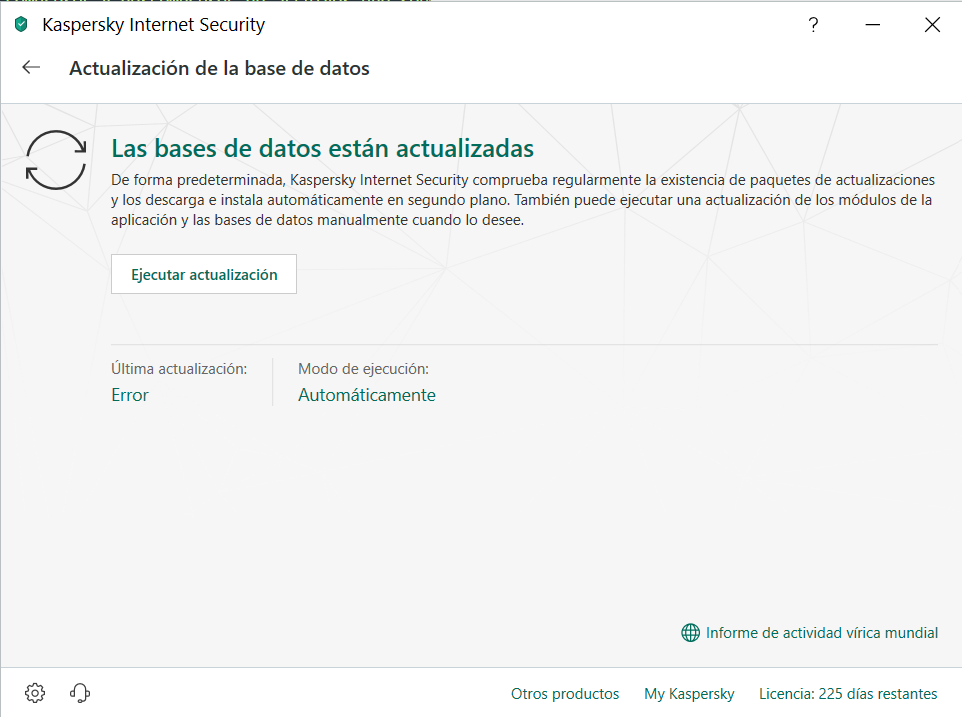 Kaspersky Internet Security
?
Actualización de la base de datos
Las bases de datos están actualizadas
De forma predeterminada, Kaspersky Internet Security comprueba regularmente la existencia de paquetes de actualizaciones
y los descarga e instala automáticamente en segundo plano. También puede ejecutar una actualización de los módulos de la
aplicación y las bases de datos manualmente cuando lo desee.
Ejecutar actualización
Última actualización: Modo de ejecución:
Error Automáticamente
Informe de actividad vírica mundial
Otros productos My Kaspersky Licencia: 225 días restantes